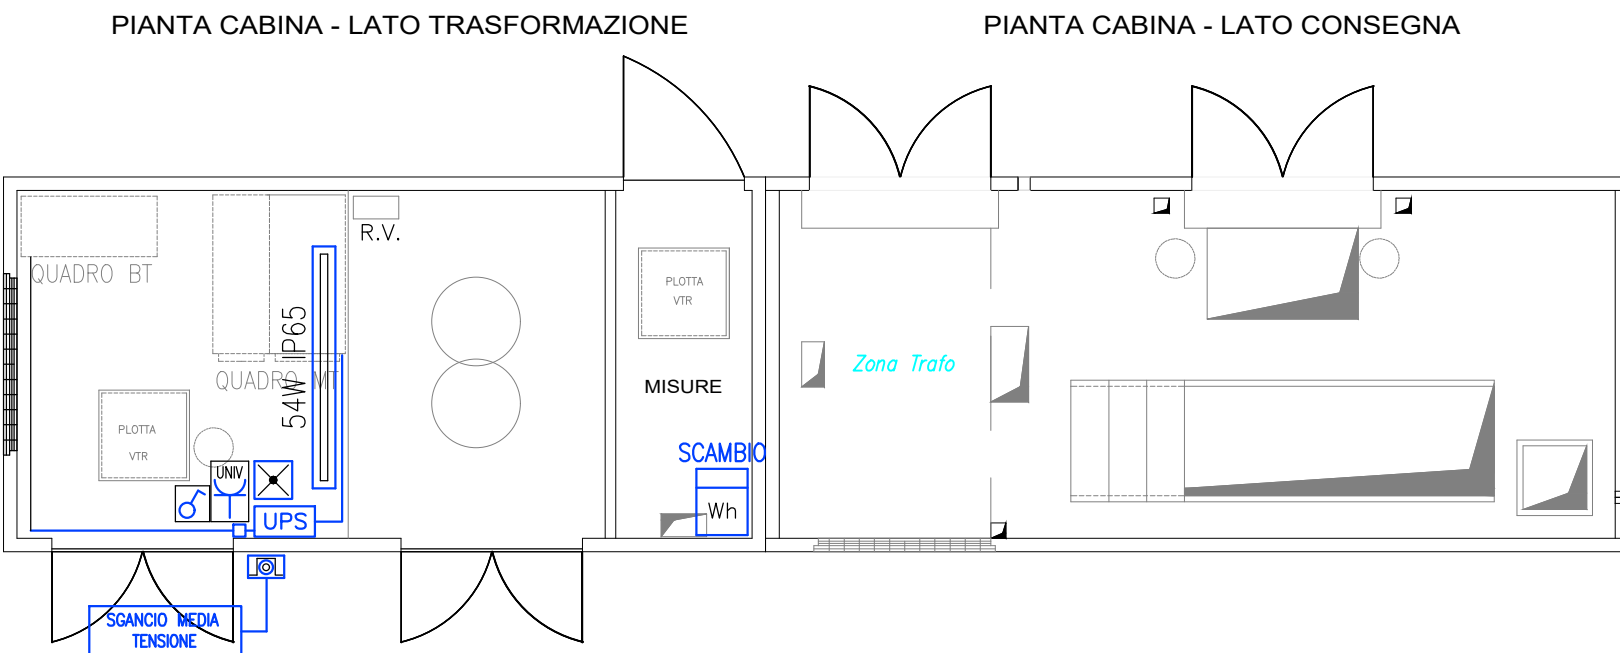 PIANTA CABINA - LATO TRASFORMAZIONE
PIANTA CABINA - LATO CONSEGNA
R.V.
QUADRO BT
PLOTTA
VTR
54W IP65
Zona Trafo
QUADRO MT
MISURE
PLOTTA
VTR
SCAMBIO
UNIV
Wh
UPS
SGANCIO MEDIA
TENSIONE